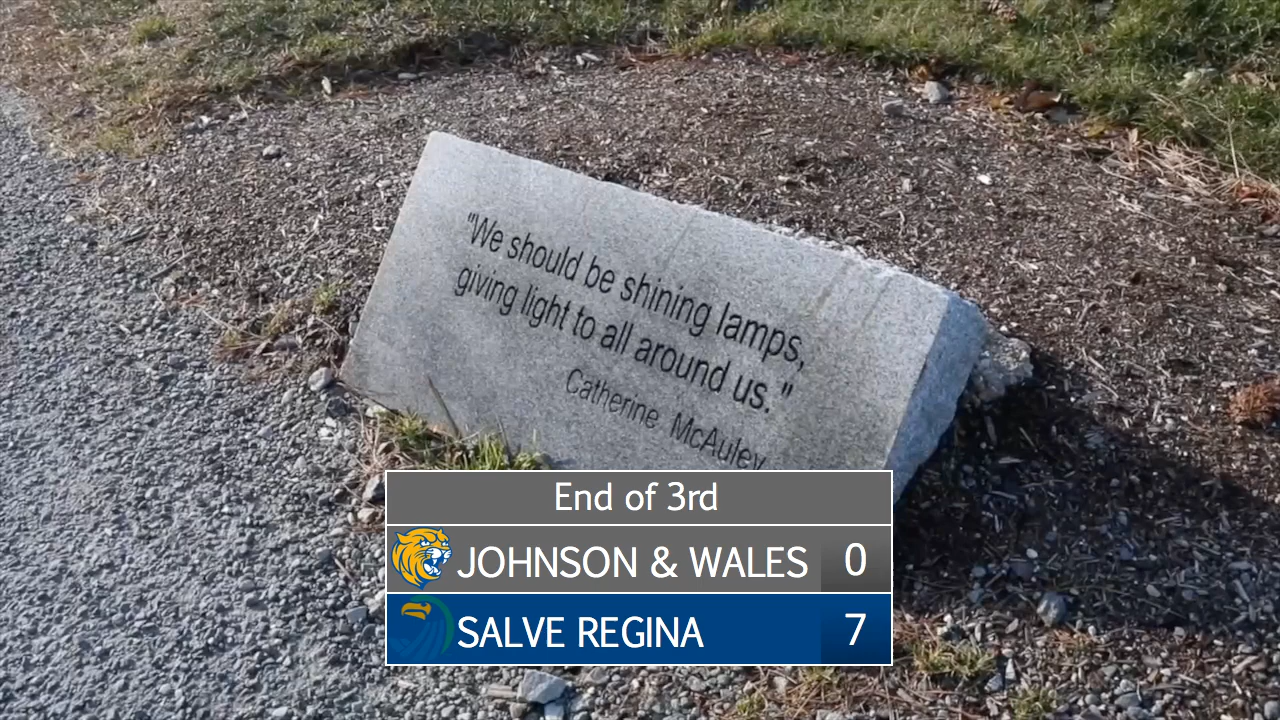 "We should be shining lamps,
giving light to all around us."
Catherine McAuley
End of 3rd
JOHNSON & WALES 0
SALVE REGINA 7